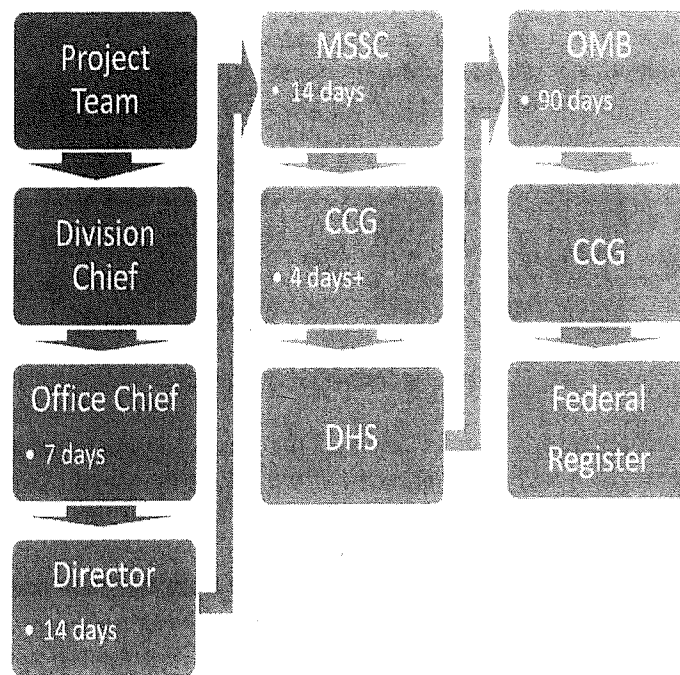 Project
Team
Division
Chief
Office Chief
• 7 days
Director
• 14 days
MSSC
• 14 days
CCG
• 4 days+
DHS
OMB
• 90 days
CCG
Federal
Register